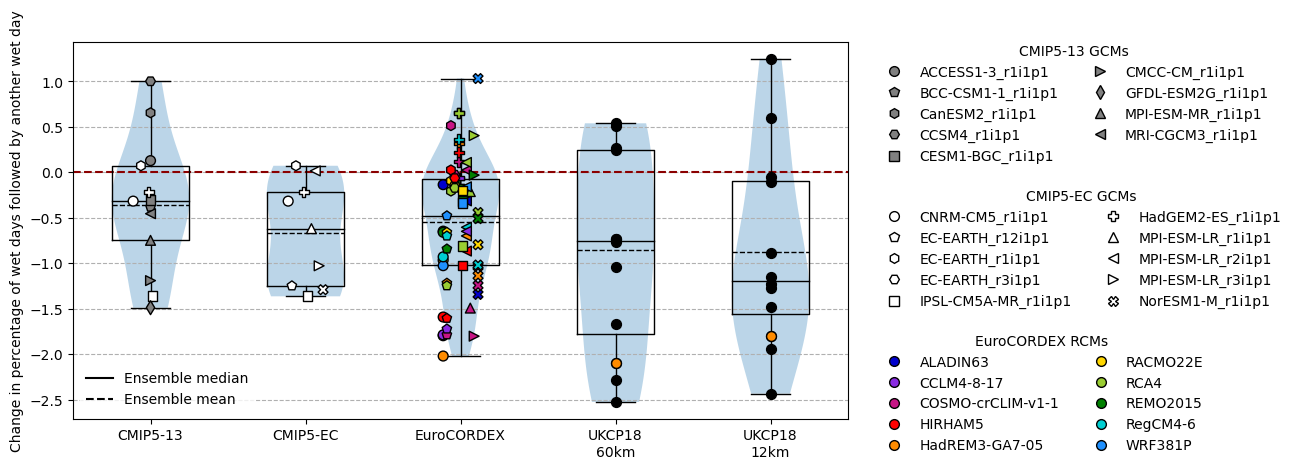 Change in percentage of wet days followed by another wet day
1.0
0.5
0.0
−0.5
−1.0
−1.5
−2.0
−2.5
Ensemble median
Ensemble mean
CMIP5-13
CMIP5-EC
EuroCORDEX
UKCP18
60km
UKCP18
12km
CMIP5-13 GCMs
ACCESS1-3_r1i1p1
BCC-CSM1-1_r1i1p1
CanESM2_r1i1p1
CCSM4_r1i1p1
CESM1-BGC_r1i1p1
CMCC-CM_r1i1p1
GFDL-ESM2G_r1i1p1
MPI-ESM-MR_r1i1p1
MRI-CGCM3_r1i1p1
CMIP5-EC GCMs
CNRM-CM5_r1i1p1
EC-EARTH_r12i1p1
EC-EARTH_r1i1p1
EC-EARTH_r3i1p1
IPSL-CM5A-MR_r1i1p1
HadGEM2-ES_r1i1p1
MPI-ESM-LR_r1i1p1
MPI-ESM-LR_r2i1p1
MPI-ESM-LR_r3i1p1
NorESM1-M_r1i1p1
EuroCORDEX RCMs
ALADIN63
CCLM4-8-17
COSMO-crCLIM-v1-1
HIRHAM5
HadREM3-GA7-05
RACMO22E
RCA4
REMO2015
RegCM4-6
WRF381P